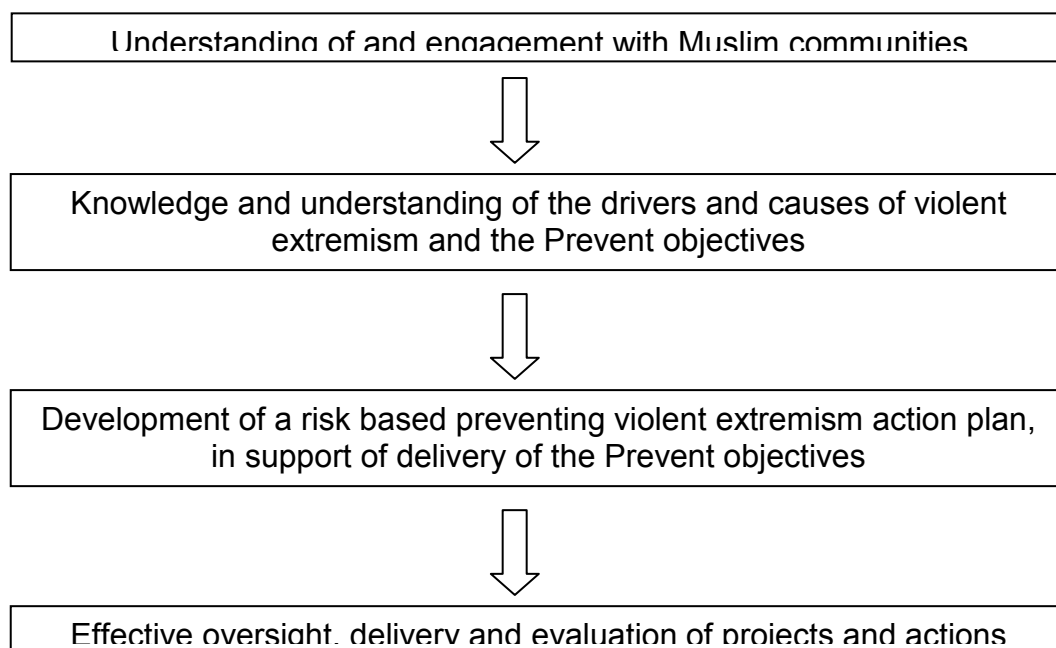 Understanding of and engagement with Muslim communities
Knowledge and understanding of the drivers and causes of violent
extremism and the Prevent objectives
Development of a risk based preventing violent extremism action plan,
in support of delivery of the Prevent objectives
Effective oversight, delivery and evaluation of projects and actions